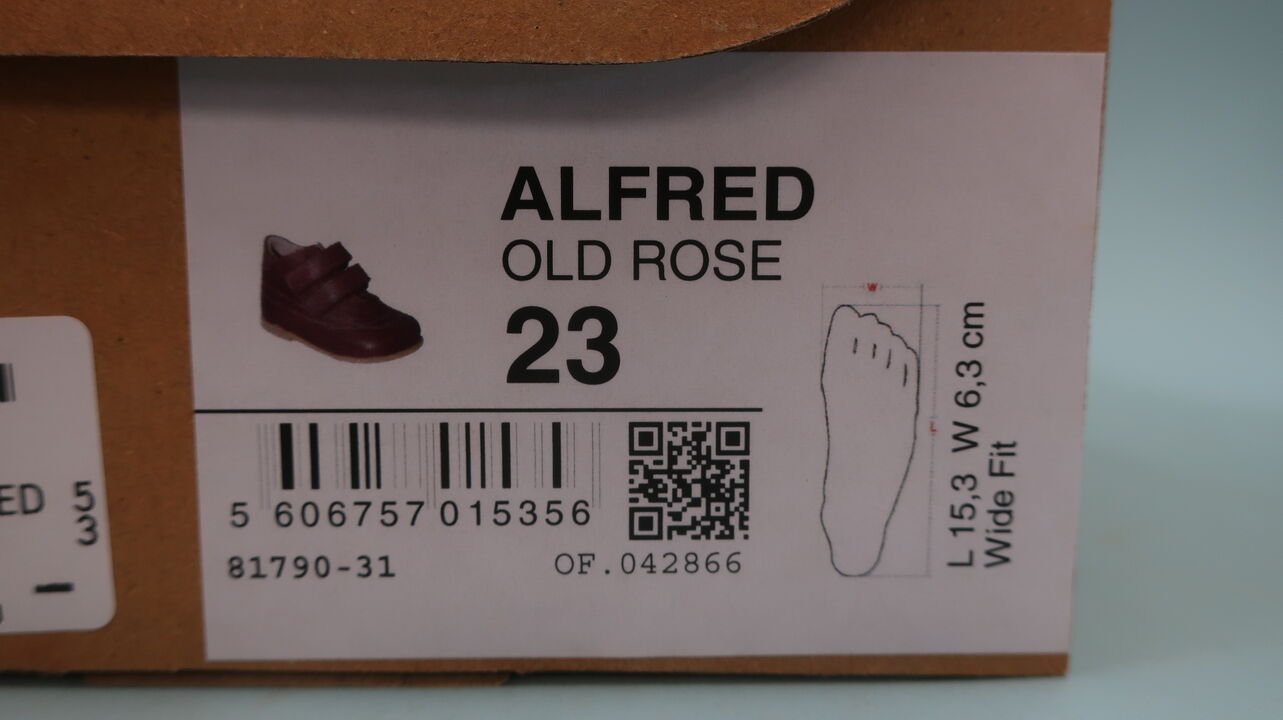 ALFRED
OLD ROSE
23
5 606757 015356
81790-31
OF.042866
W
L 15,3 W 6,3 cm
Wide Fit
ED 5
3